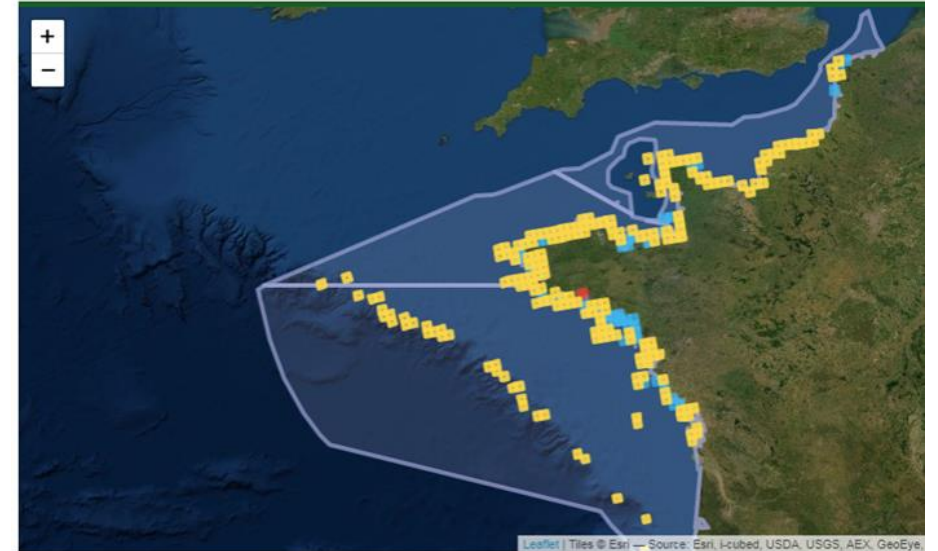 +
−
Leaflet | Tiles © Esri — Source: Esri, i-cubed, USDA, USGS, AEX, GeoEye,